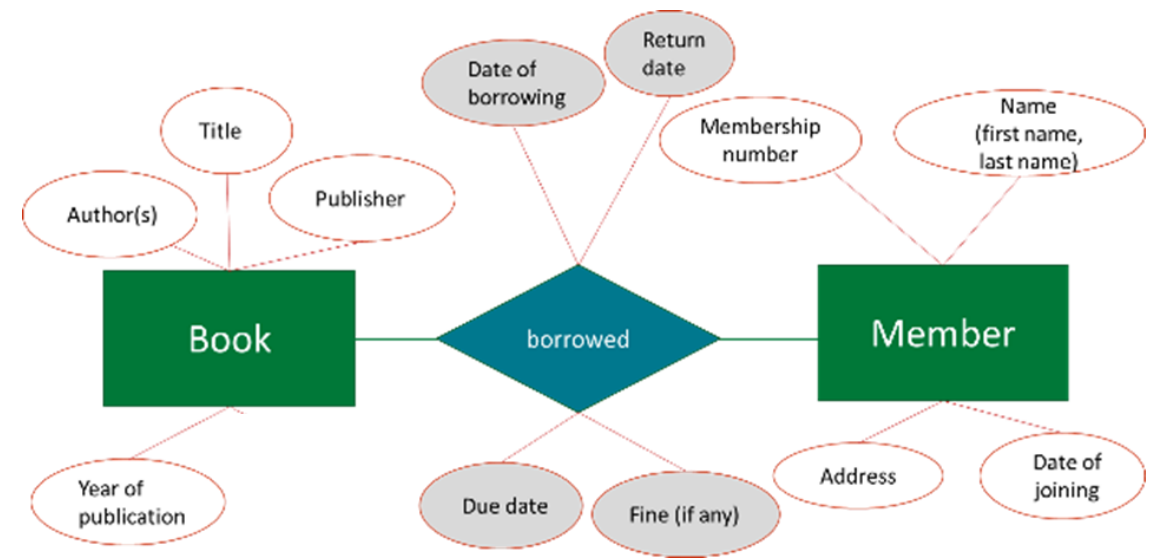 Return
date
Date of
borrowing
Name
(first name,
last name)
Membership
number
Title
Publisher
Author(s)
Book
borrowed
Member
Year of
publication
Due date
Fine (if any)
Address
Date of
joining